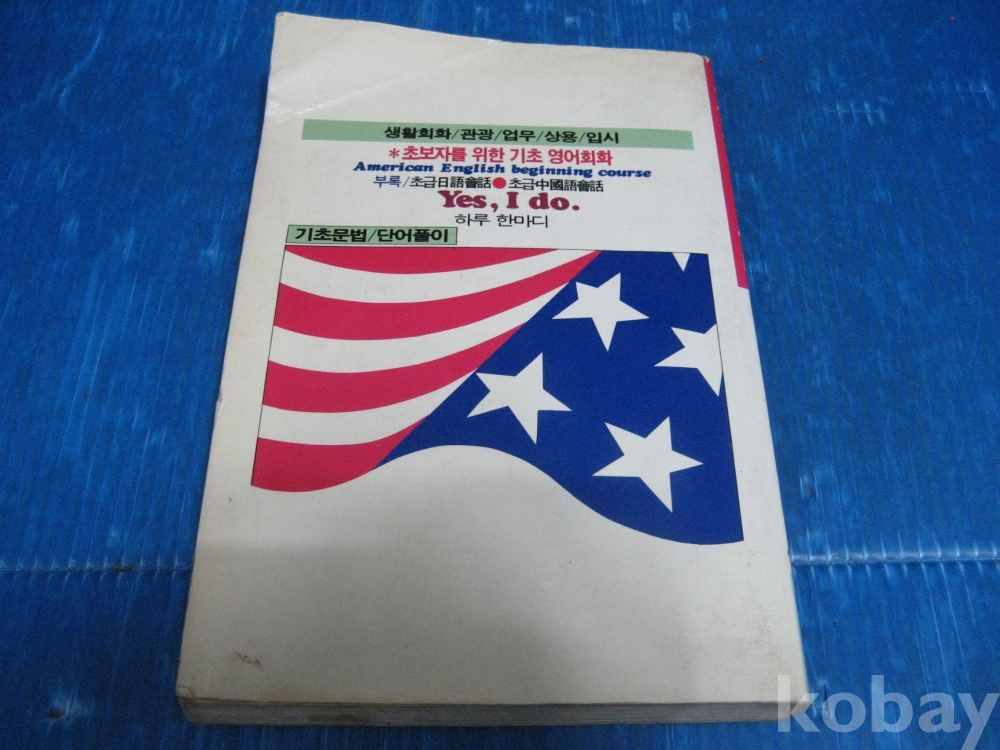 생활회화/관광/업무/상용/입시
*초보자를 위한 기초 영어회화
American English beginning course
부록/초급日語會話●초급中國語會話
Yes, I do.
하루 한마디
기초문법/단어풀이
kobay